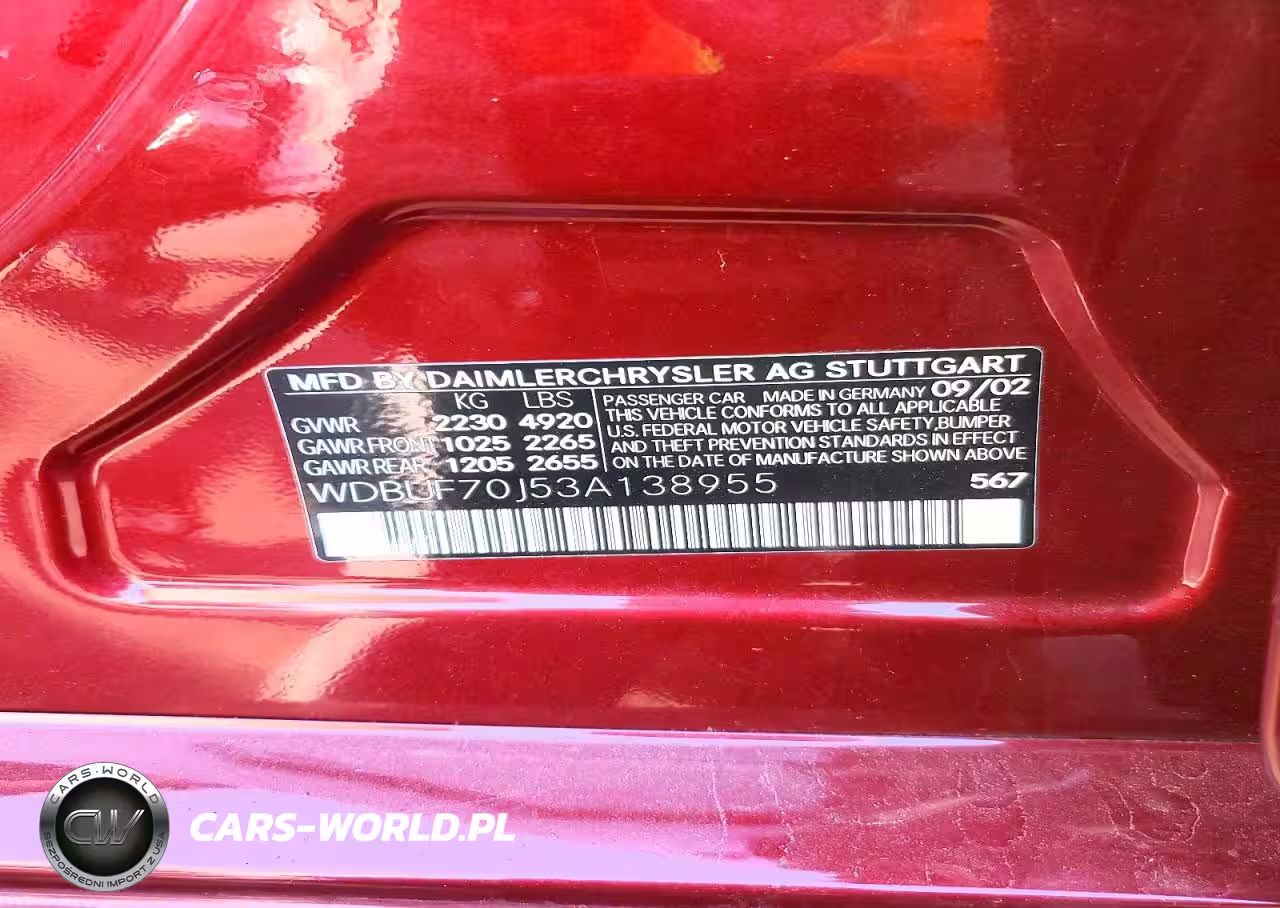 MFD BY DAIMLERCHRYSLER AG STUTTGART
KG LBS
GVWR 2230 4920
GAWR FRONT 1025 2265
GAWR REAR 1205 2655
PASSENGER CAR MADE IN GERMANY 09/02
THIS VEHICLE CONFORMS TO ALL APPLICABLE
U.S. FEDERAL MOTOR VEHICLE SAFETY,BUMPER
AND THEFT PREVENTION STANDARDS IN EFFECT
ON THE DATE OF MANUFACTURE SHOWN ABOVE
WDBUF70J53A138955 567
CARS-WORLD
CW
BEZPOŚREDNI IMPORT Z USA
CARS-WORLD.PL